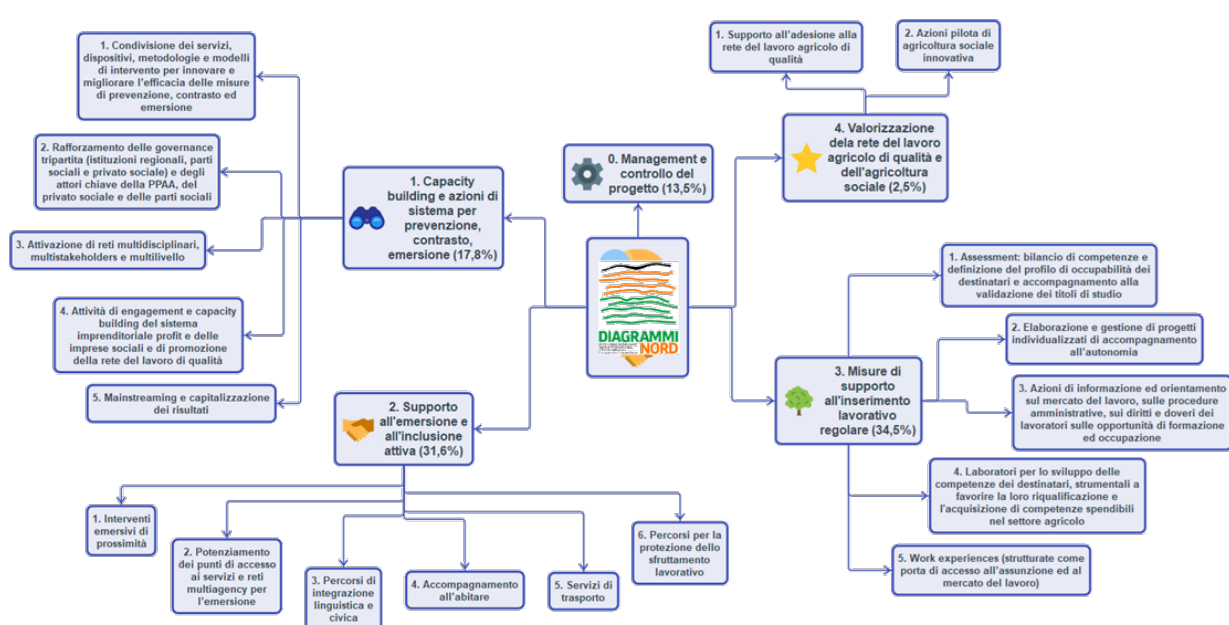 1. Condivisione dei servizi,
dispositivi, metodologie e modelli
di intervento per innovare e
migliorare l'efficacia delle misure
di prevenzione, contrasto ed
emersione
2. Rafforzamento delle governance
tripartita (istituzioni regionali, parti
sociali e privato sociale) e degli
attori chiave della PPAA, del
privato sociale e delle parti sociali
3. Attivazione di reti multidisciplinari,
multistakeholders e multilivello
4. Attività di engagement e capacity
building del sistema
imprenditoriale profit e delle
imprese sociali e di promozione
della rete del lavoro di qualità
5. Mainstreaming e capitalizzazione
dei risultati
1. Capacity
building e azioni di
sistema per
prevenzione,
contrasto,
emersione (17,8%)
0. Management e
controllo del
progetto (13,5%)
DIAGRAMMI
NORD
2. Supporto
all'emersione e
all'inclusione
attiva (31,6%)
1. Interventi
emersivi di
prossimità
2. Potenziamento
dei punti di accesso
ai servizi e reti
multiagency per
l'emersione
3. Percorsi di
integrazione
linguistica e
civica
4. Accompagnamento
all'abitare
5. Servizi di
trasporto
6. Percorsi per la
protezione dello
sfruttamento
lavorativo
1. Supporto all'adesione alla
rete del lavoro agricolo di
qualità
2. Azioni pilota di
agricoltura sociale
innovativa
4. Valorizzazione
dela rete del lavoro
agricolo di qualità e
dell'agricoltura
sociale (2,5%)
3. Misure di
supporto
all'inserimento
lavorativo
regolare (34,5%)
1. Assessment: bilancio di competenze e
definizione del profilo di occupabilità dei
destinatari e accompagnamento alla
validazione dei titoli di studio
2. Elaborazione e gestione di progetti
individualizzati di accompagnamento
all'autonomia
3. Azioni di informazione ed orientamento
sul mercato del lavoro, sulle procedure
amministrative, sui diritti e doveri dei
lavoratori sulle opportunità di formazione
ed occupazione
4. Laboratori per lo sviluppo delle
competenze dei destinatari, strumentali a
favorire la loro riqualificazione e
l'acquisizione di competenze spendibili
nel settore agricolo
5. Work experiences (strutturate come
porta di accesso all'assunzione ed al
mercato del lavoro)